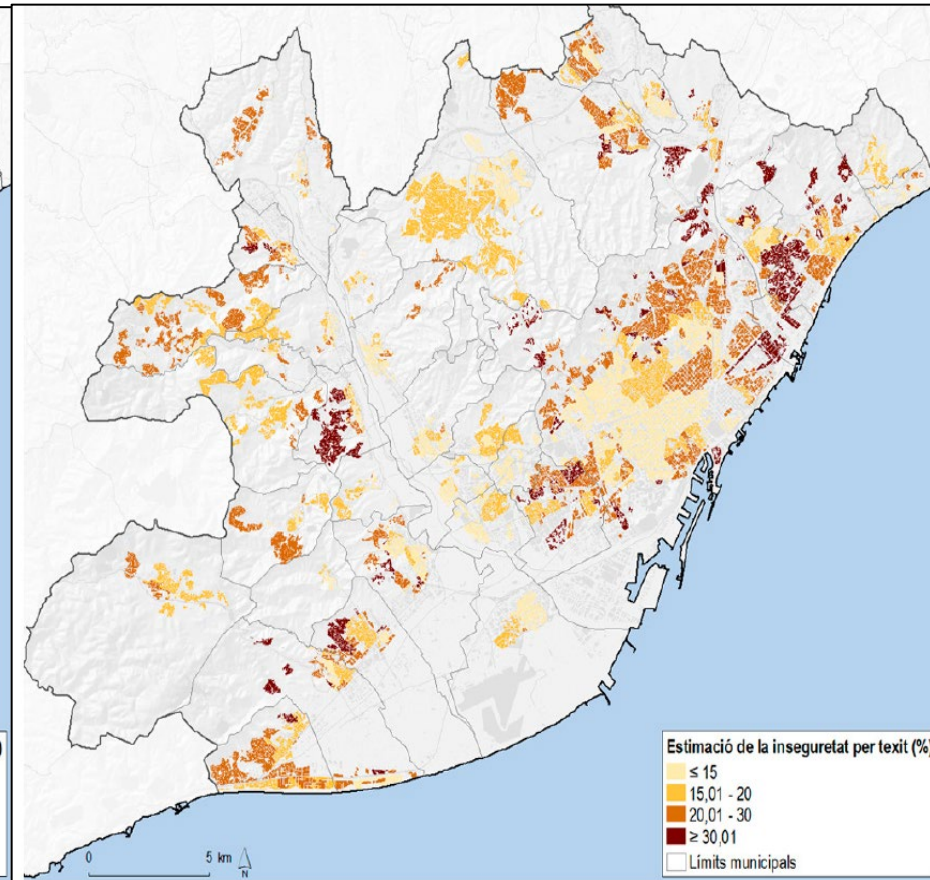 Estimació de la inseguretat per texit (%)
≤ 15
15,01 - 20
20,01 - 30
≥ 30,01
Límits municipals
0 5 km
N
)